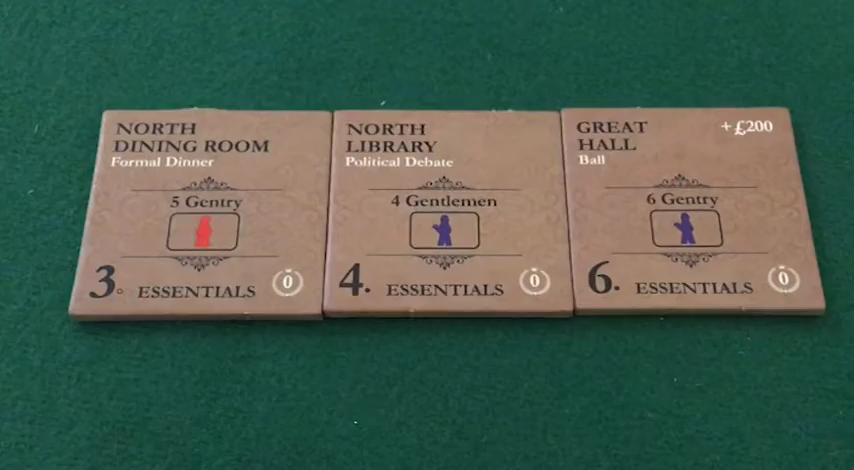 NORTH
DINING ROOM
Formal Dinner
5 Gentry
3.
ESSENTIALS
0
NORTH
LIBRARY
Political Debate
4 Gentlemen
4.
ESSENTIALS
0
GREAT
HALL
+£200
Ball
6 Gentry
6.
ESSENTIALS
0